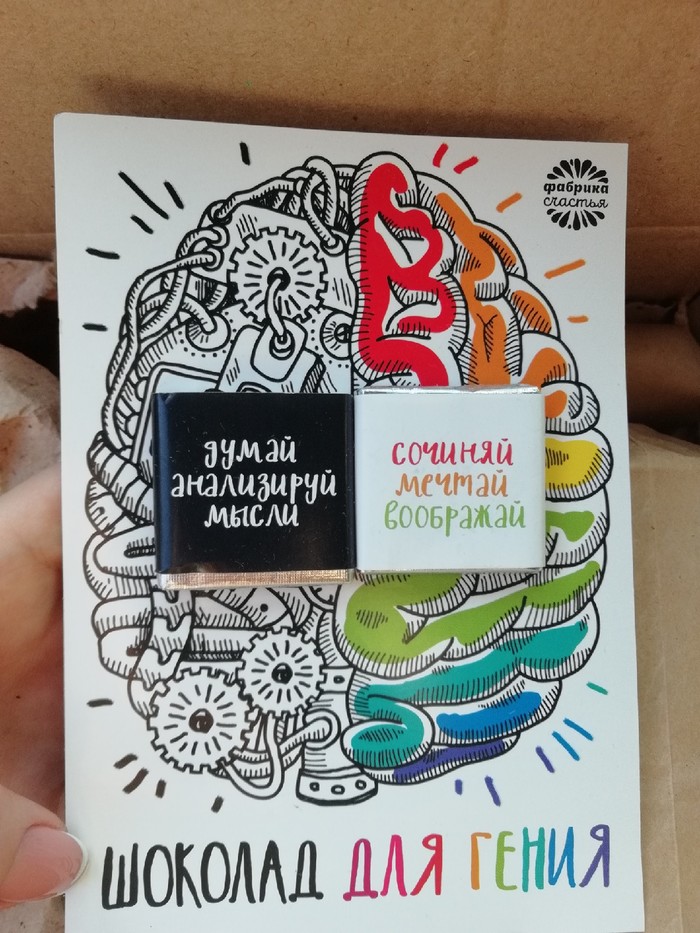 фабрика
счастья
думай
анализируй
мысли
сочиняй
мечтай
воображай
ШОКОЛАД ДЛЯ ГЕНИЯ